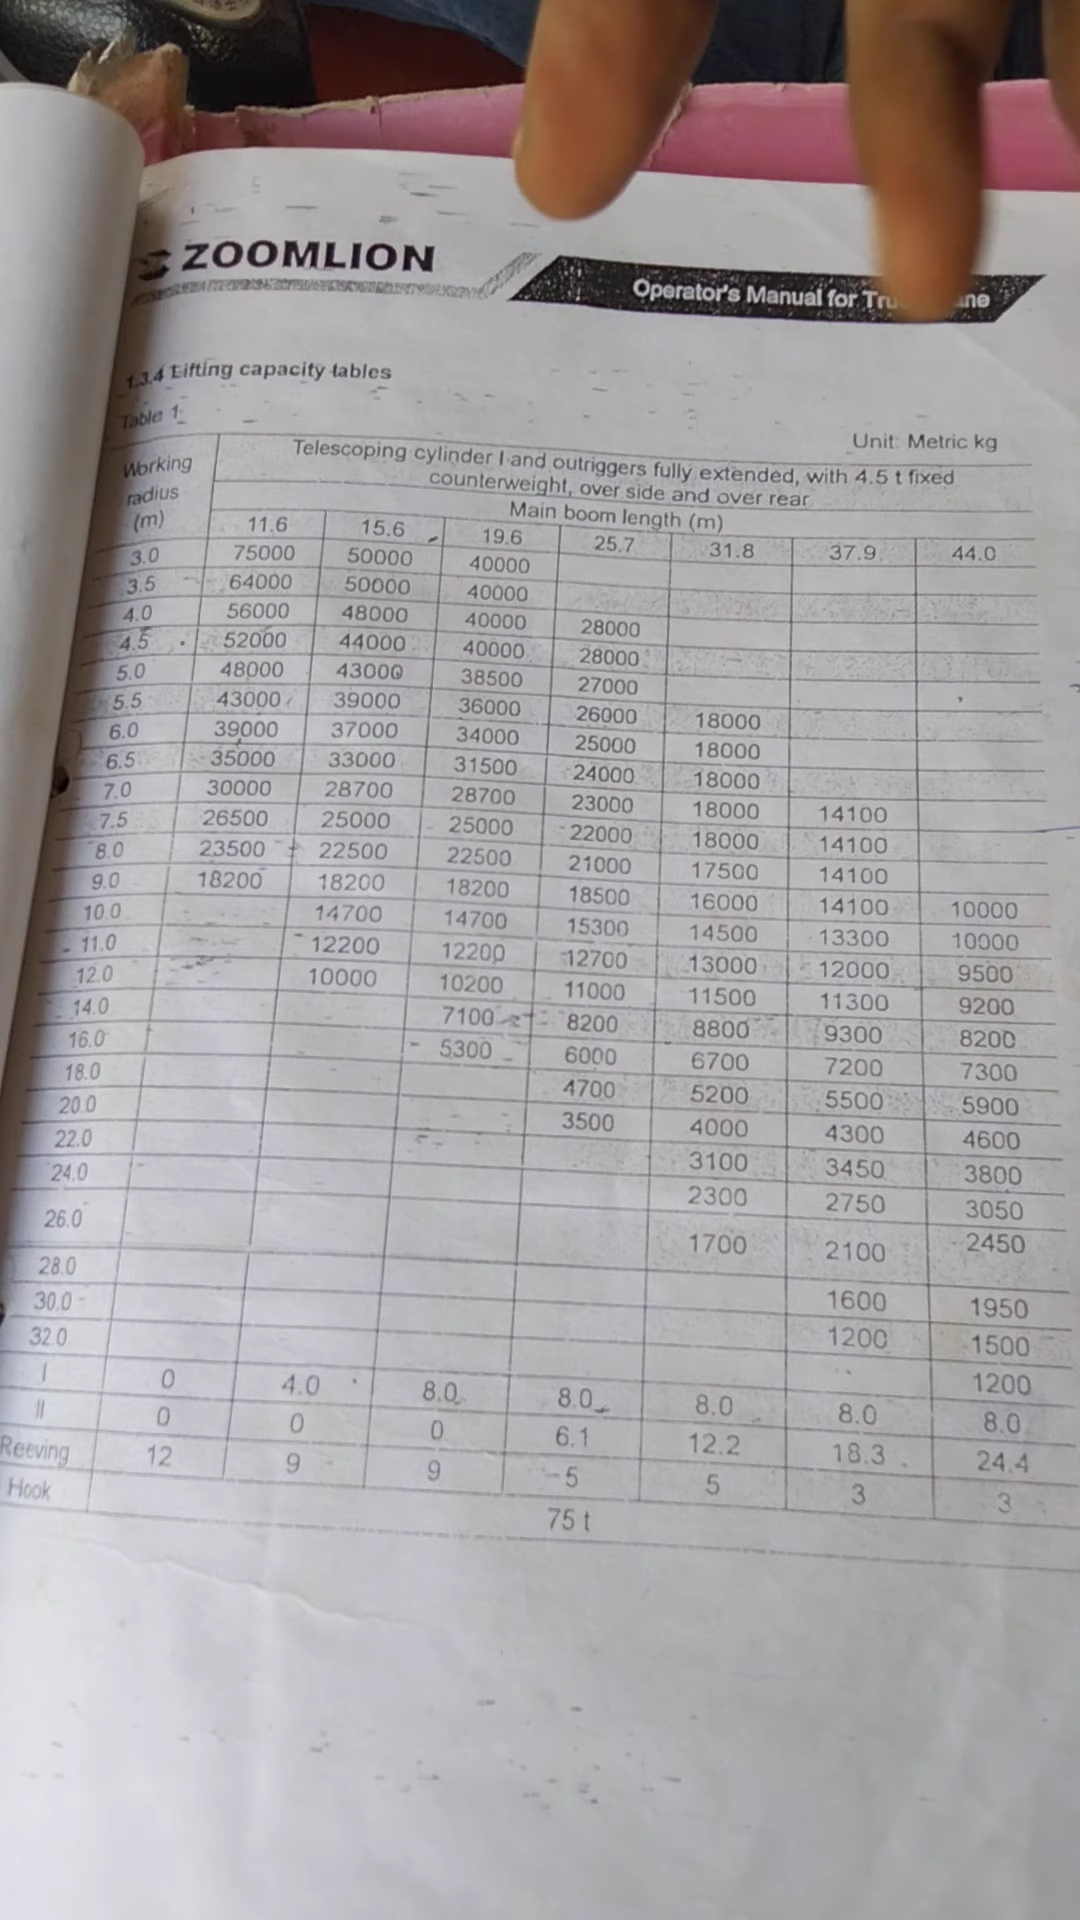 ZOOMLION
Operator's Manual for
1.3.4 Lifting capacity tables
Table 1
Unit: Metric kg
Working radius (m) Telescoping cylinder I and outriggers fully extended, with 4.5 t fixed
counterweight, over side and over rear
Main boom length (m)
11.6 15.6 19.6 25.7 31.8 37.9 44.0
3.0 75000 50000 40000
3.5 64000 50000 40000
4.0 56000 48000 40000 28000
4.5 52000 44000 40000 28000
5.0 48000 43000 38500 27000
5.5 43000 39000 36000 26000 18000
6.0 39000 37000 34000 25000 18000
6.5 35000 33000 31500 24000 18000
7.0 30000 28700 28700 23000 18000 14100
7.5 26500 25000 25000 22000 18000 14100
8.0 23500 22500 22500 21000 17500 14100
9.0 18200 18200 18200 18500 16000 14100 10000
10.0 14700 14700 15300 14500 13300 10000
11.0 12200 12200 12700 13000 12000 9500
12.0 10000 10200 11000 11500 11300 9200
14.0 7100 8200 8800 9300 8200
16.0 5300 6000 6700 7200 7300
18.0 4700 5200 5500 5900
20.0 3500 4000 4300 4600
22.0 3100 3450 3800
24.0 2300 2750 3050
26.0 1700 2100 2450
28.0 1600 1950
30.0 1200 1500
32.0 1200
I 0 4.0 8.0 8.0 8.0 8.0 8.0
II 0 0 0 6.1 12.2 18.3 24.4
Reeving 12 9 9 5 5 3 3
Hook 75 t